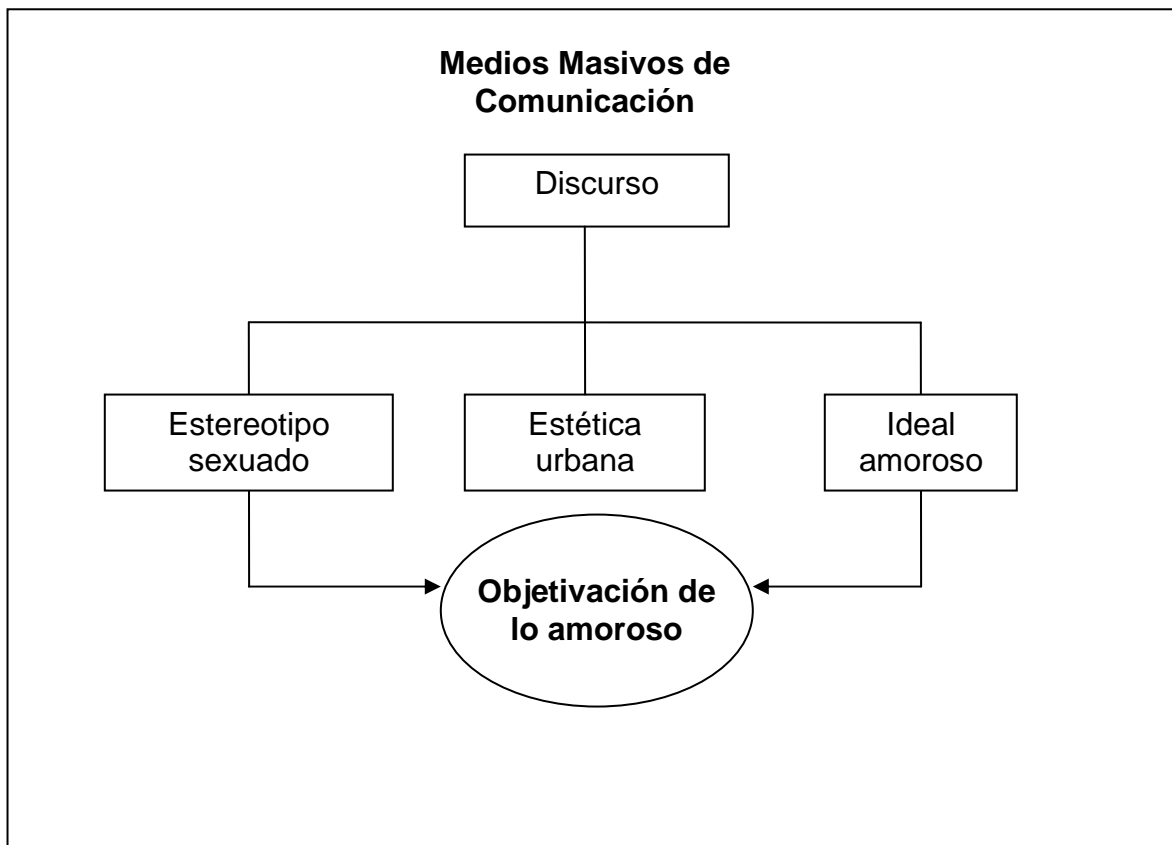 Medios Masivos de
Comunicación
Discurso
Estereotipo
sexuado
Estética
urbana
Ideal
amoroso
Objetivación de
lo amoroso